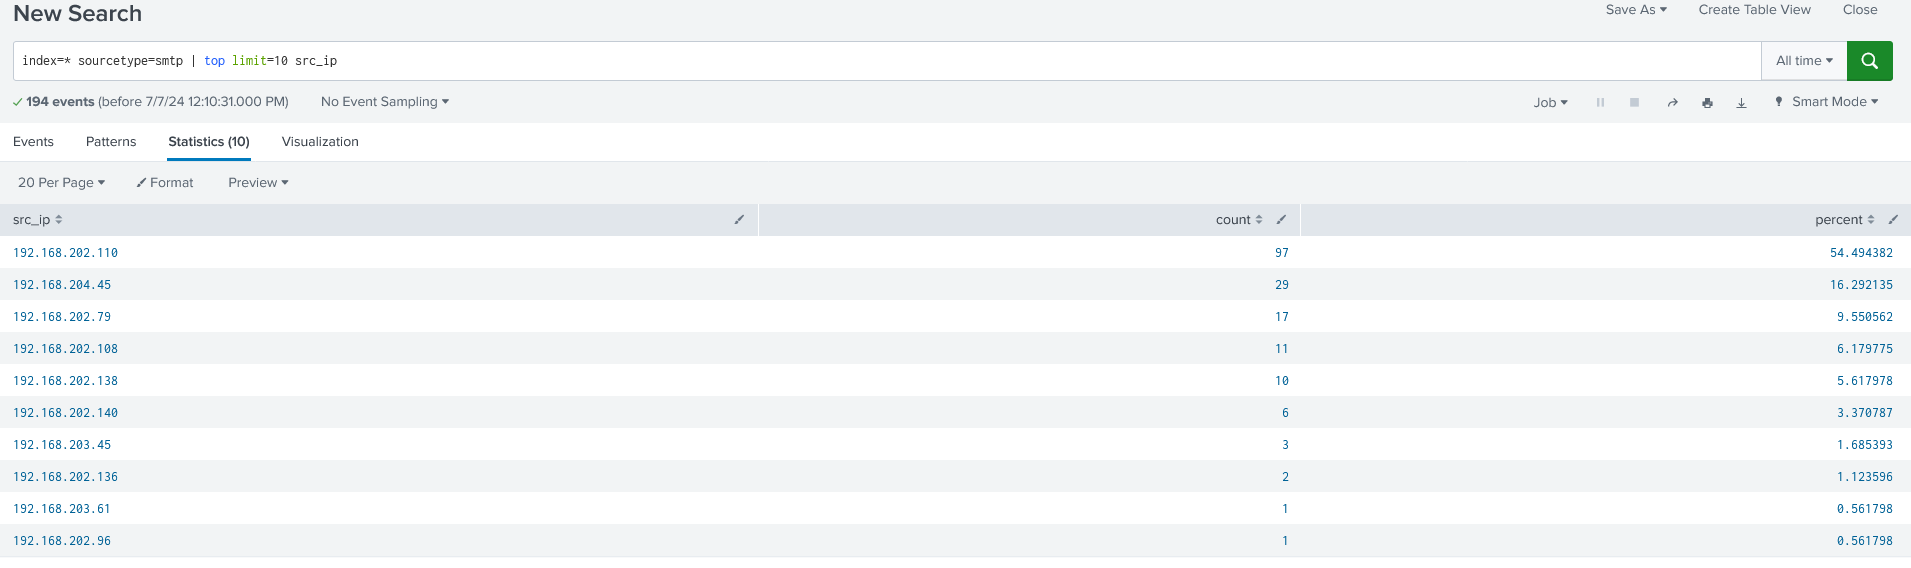 New Search
Save As Create Table View Close
index=* sourcetype=smtp | top limit=10 src_ip All time
194 events (before 7/7/24 12:10:31.000 PM) No Event Sampling Job Smart Mode
Events Patterns Statistics (10) Visualization
20 Per Page Format Preview
src_ip count percent
192.168.202.110 97 54.494382
192.168.204.45 29 16.292135
192.168.202.79 17 9.550562
192.168.202.108 11 6.179775
192.168.202.138 10 5.617978
192.168.202.140 6 3.370787
192.168.203.45 3 1.685393
192.168.202.136 2 1.123596
192.168.203.61 1 0.561798
192.168.202.96 1 0.561798